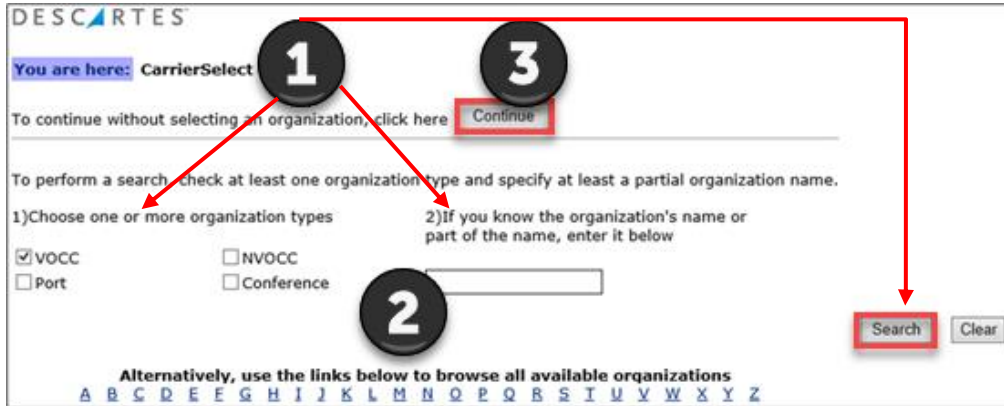 DESCARTES
1
3
You are here: CarrierSelect
To continue without selecting an organization, click here Continue
To perform a search, check at least one organization type and specify at least a partial organization name.
1)Choose one or more organization types
2)If you know the organization's name or
part of the name, enter it below
VOCC
NVOCC
Port
Conference
2
Search
Clear
Alternatively, use the links below to browse all available organizations
A B C D E F G H I J K L M N O P Q R S T U V W X Y Z